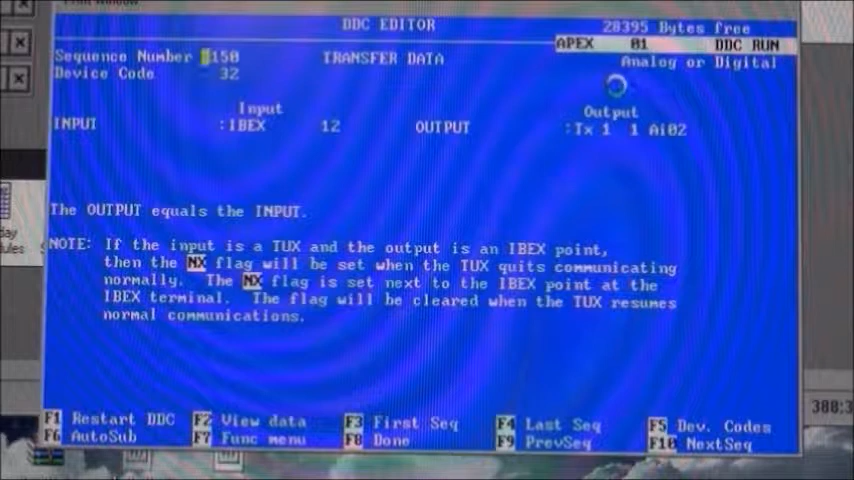 DDC EDITOR
28395 Bytes free
APEX 01 DDC RUN
Sequence Number 150 TRANSFER DATA Analog or Digital
Device Code 32
Input Output
INPUT :IBEX 12 OUTPUT :Tx 1 1 Ai02
The OUTPUT equals the INPUT.
NOTE: If the input is a TUX and the output is an IBEX point,
then the NX flag will be set when the TUX quits communicating
normally. The NX flag is set next to the IBEX point at the
IBEX terminal. The flag will be cleared when the TUX resumes
normal communications.
F1 Restart DDC F2 View data F3 First Seq F4 Last Seq F5 Dev. Codes
F6 AutoSub F7 Func menu F8 Done F9 PrevSeq F10 NextSeq